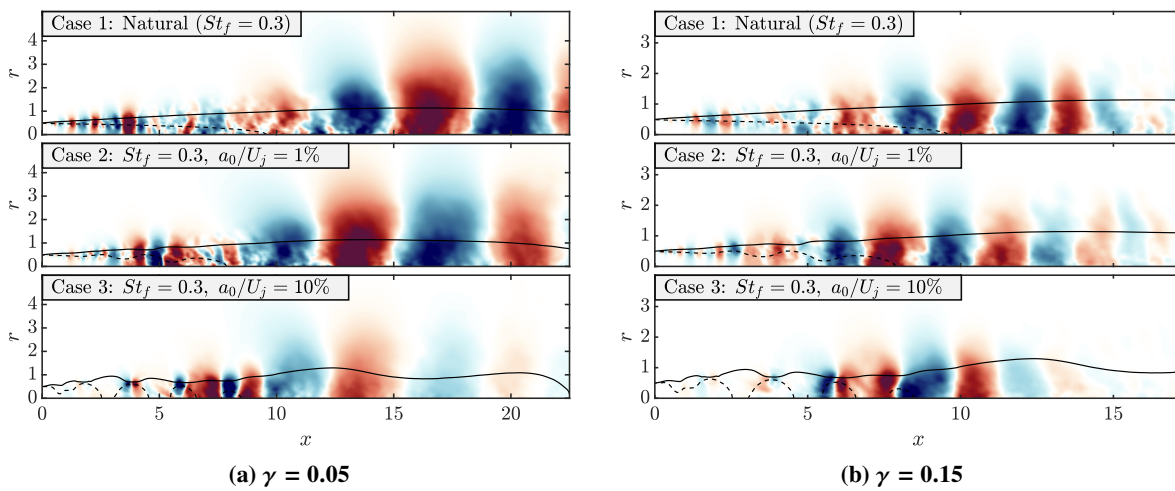 Case 1: Natural (St_f = 0.3)
r
4
3
2
1
0
Case 2: St_f = 0.3, a_0/U_j = 1%
r
4
3
2
1
0
Case 3: St_f = 0.3, a_0/U_j = 10%
r
4
3
2
1
0
0 5 10 15 20
x
(a) γ = 0.05
Case 1: Natural (St_f = 0.3)
r
3
2
1
0
Case 2: St_f = 0.3, a_0/U_j = 1%
r
3
2
1
0
Case 3: St_f = 0.3, a_0/U_j = 10%
r
3
2
1
0
0 5 10 15
x
(b) γ = 0.15